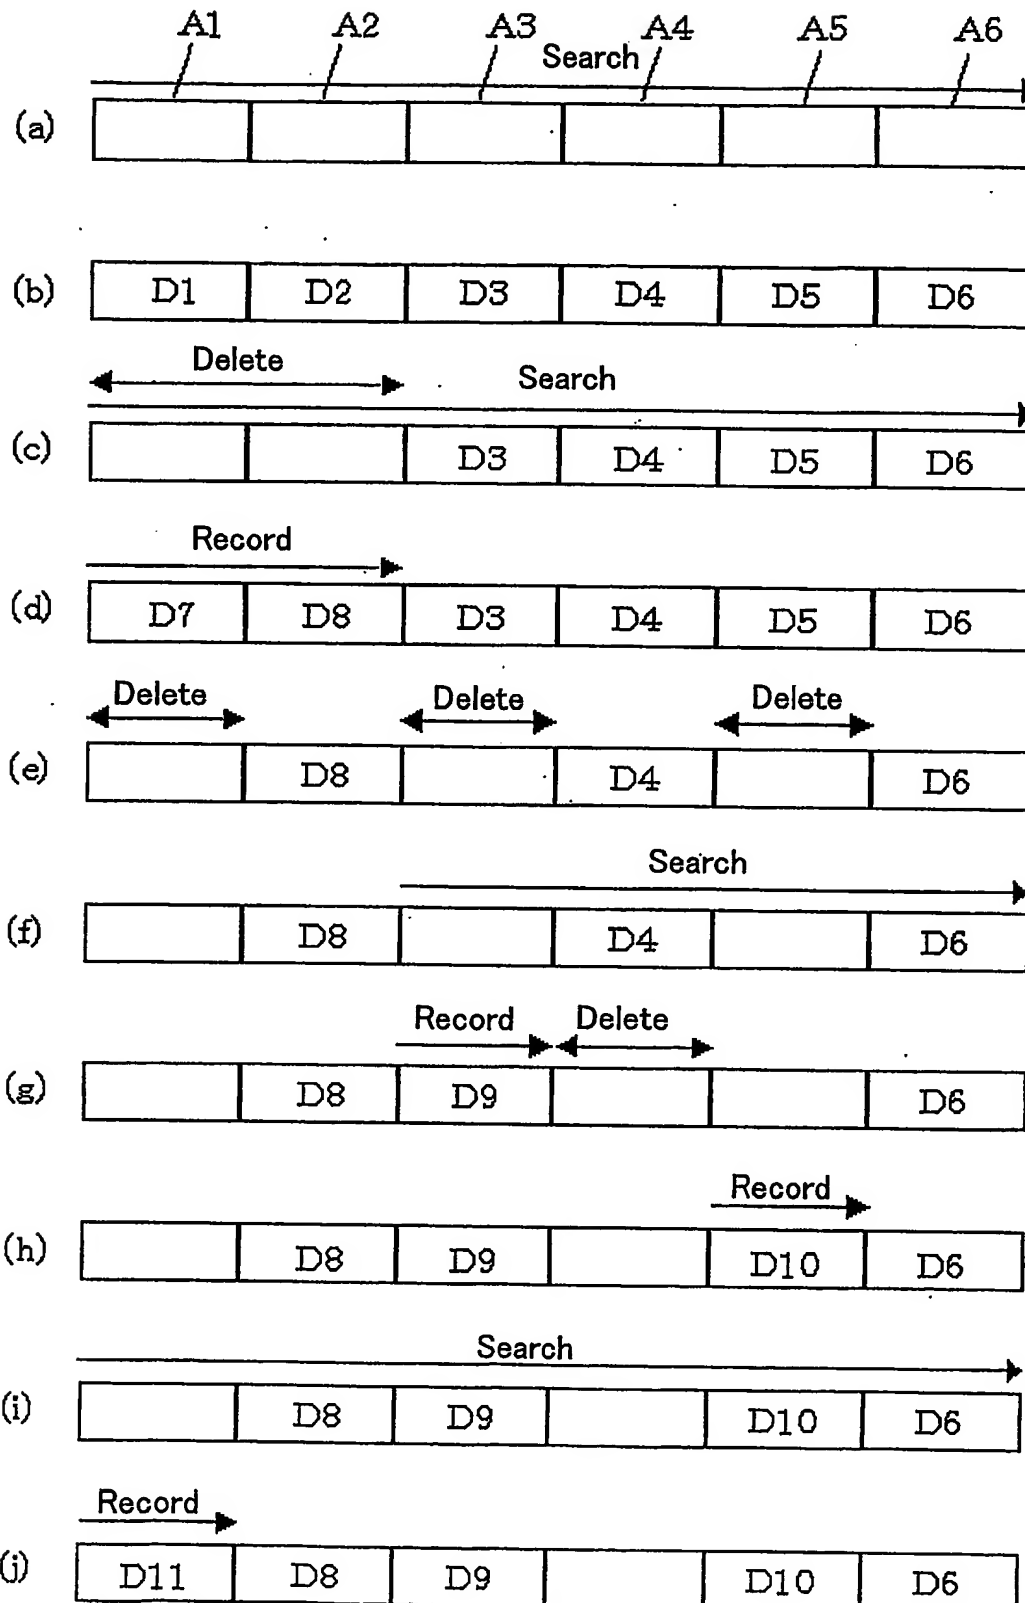 A1 A2 A3 A4 A5 A6
Search
(a)
(b) D1 D2 D3 D4 D5 D6
Delete
Search
(c) D3 D4 D5 D6
Record
(d) D7 D8 D3 D4 D5 D6
Delete Delete Delete
(e) D8 D4 D6
Search
(f) D8 D4 D6
Record Delete
(g) D8 D9 D6
Record
(h) D8 D9 D10 D6
Search
(i) D8 D9 D10 D6
Record
(j) D11 D8 D9 D10 D6